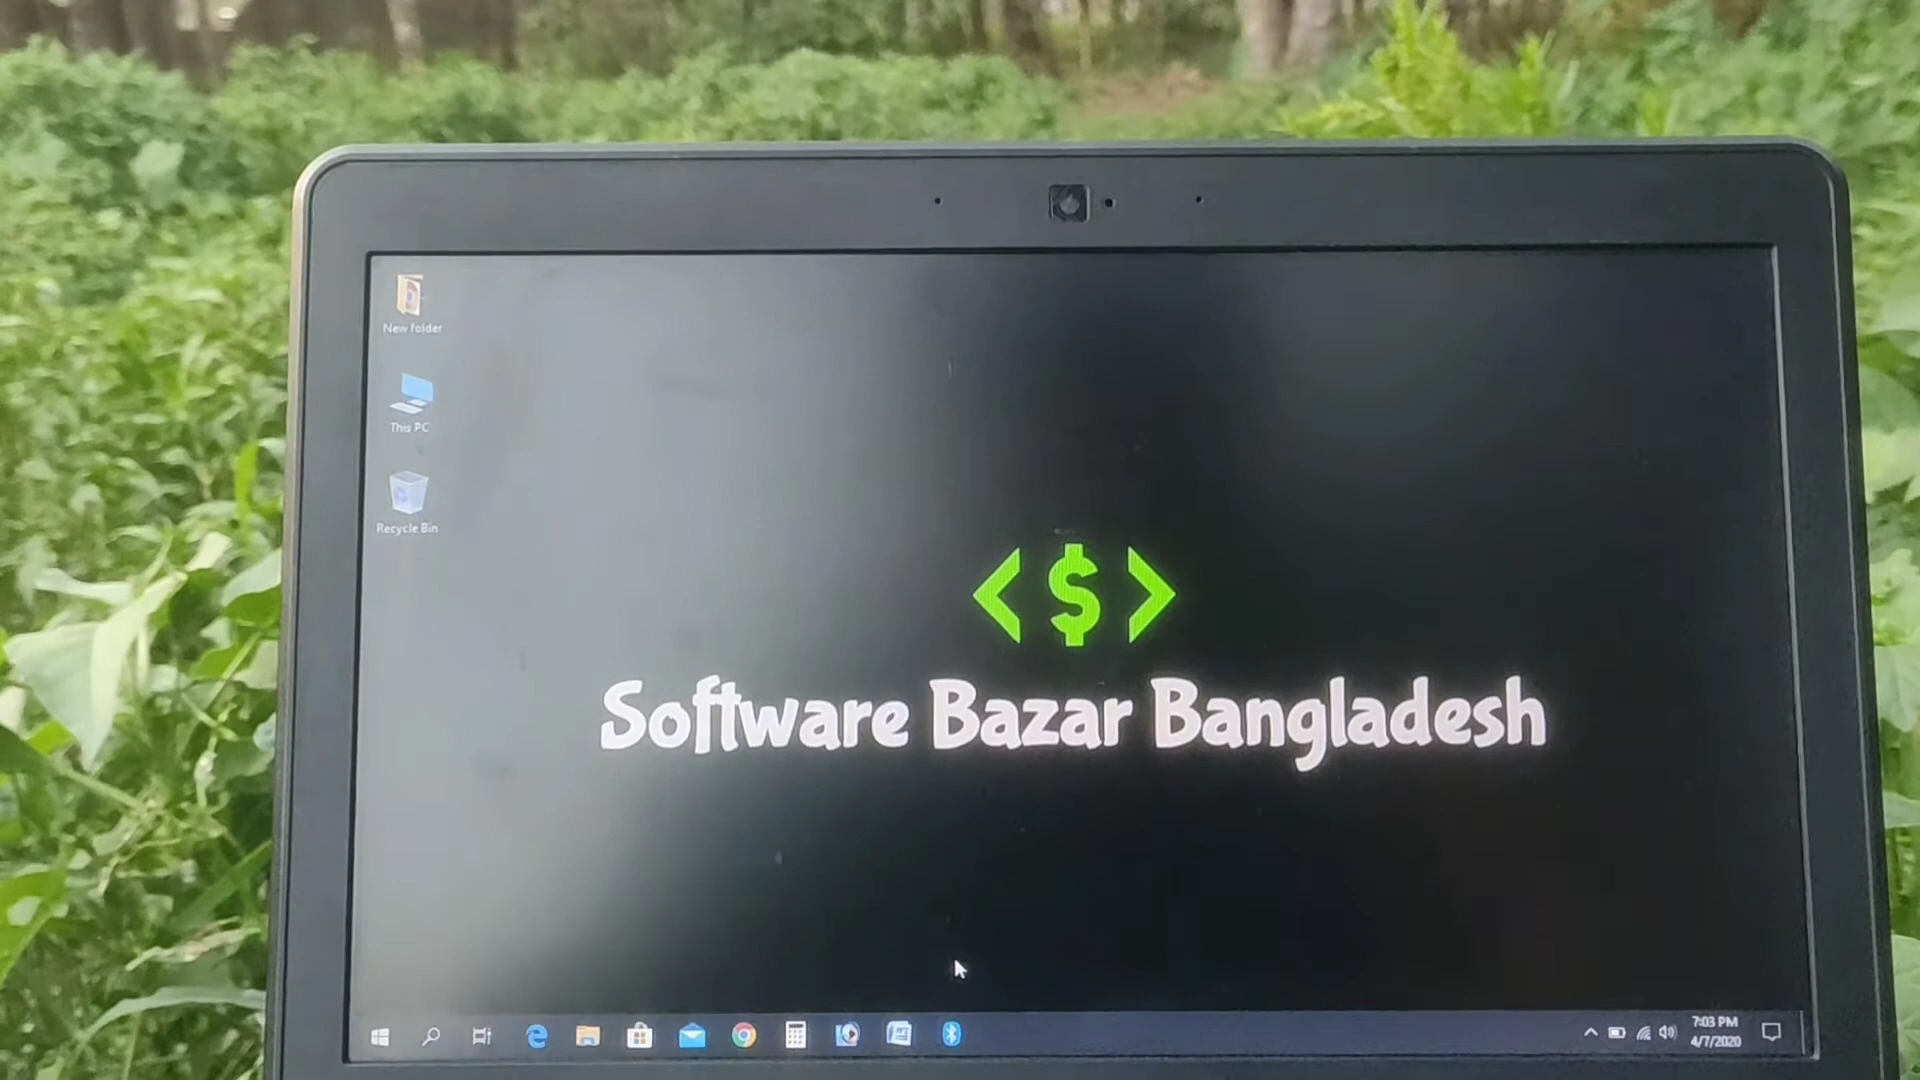 New folder
This PC
Recycle Bin
<$>
Software Bazar Bangladesh
7:03 PM
4/7/2020